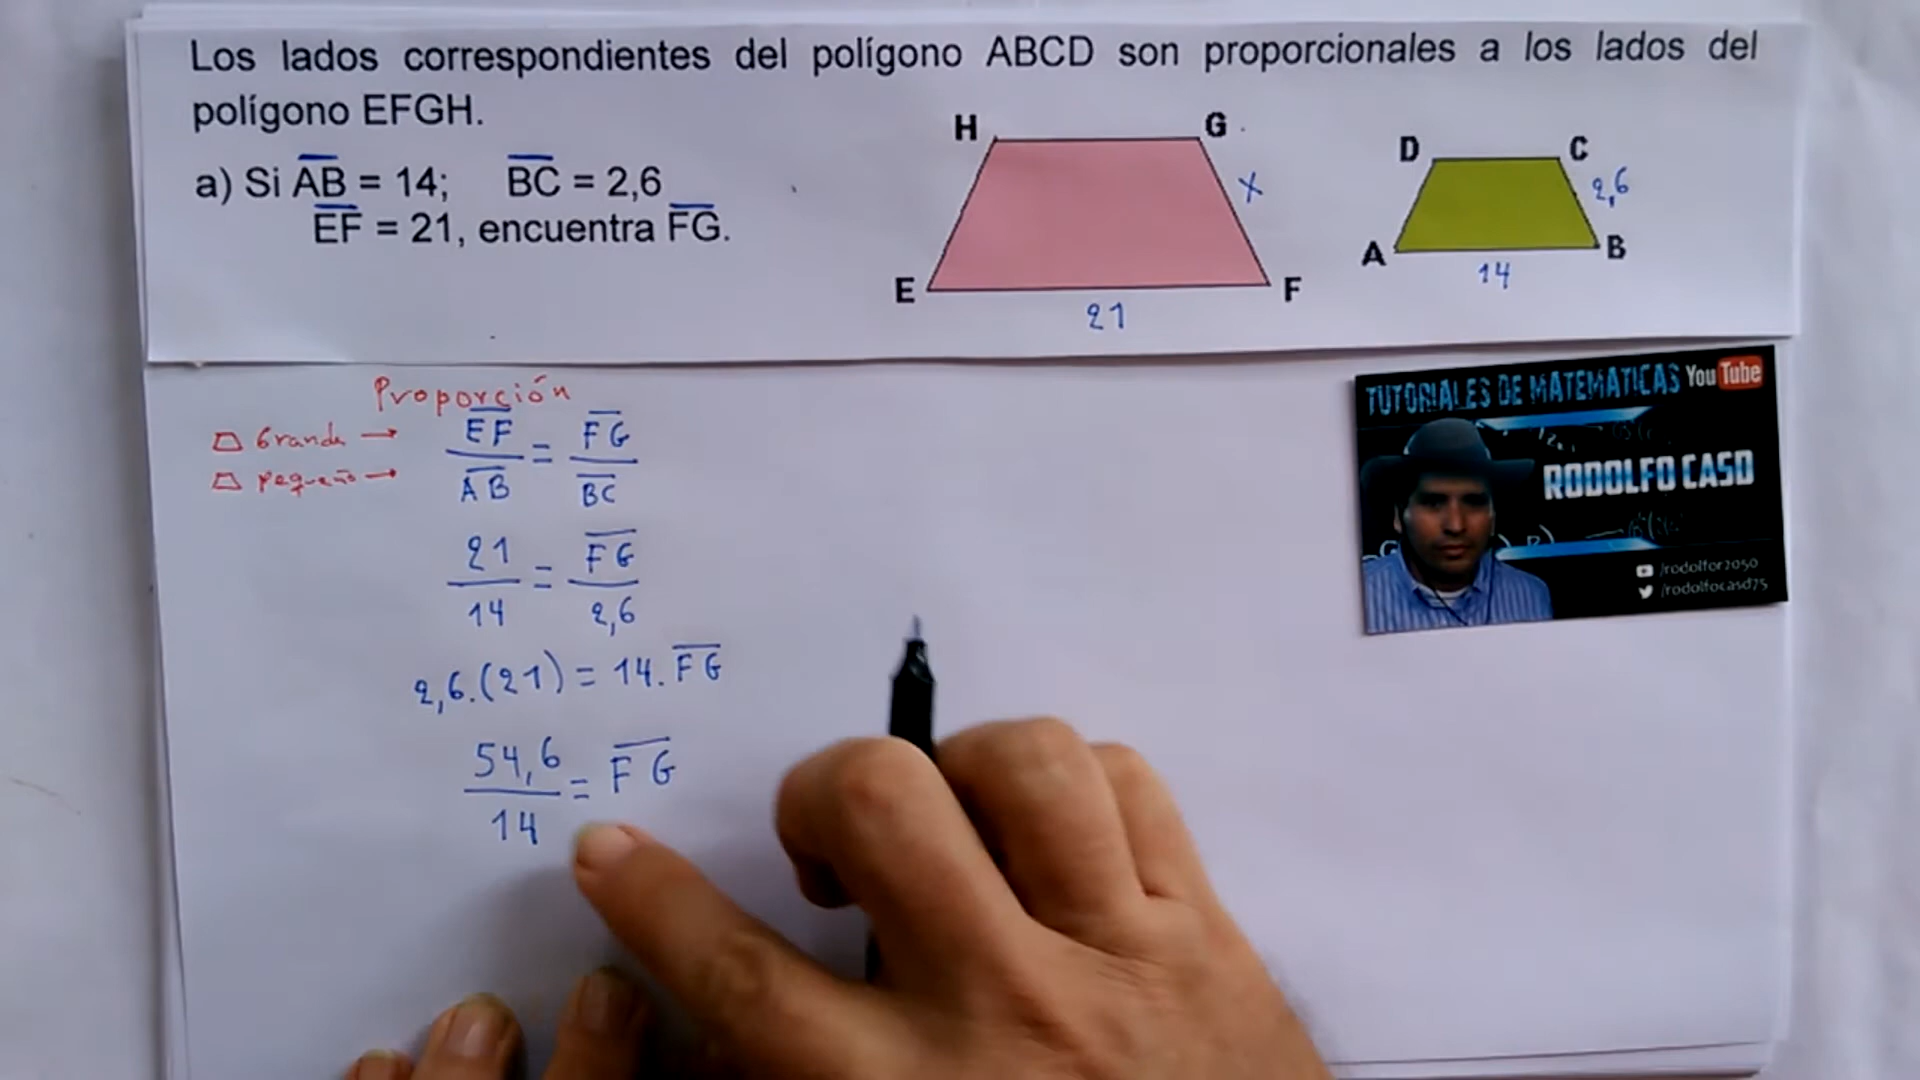 Los lados correspondientes del polígono ABCD son proporcionales a los lados del
polígono EFGH.
a) Si AB = 14; BC = 2,6
EF = 21, encuentra FG.
H G
X
E F
21
D C
2,6
A B
14
Proporción
Grande → EF = FG
pequeño → AB BC
21 = FG
14 2,6
2,6.(21) = 14. FG
54,6 = FG
14
TUTORIALES DE MATEMATICAS YouTube
RODOLFO CASO
/rodolfor2050
/rodolfocasd75